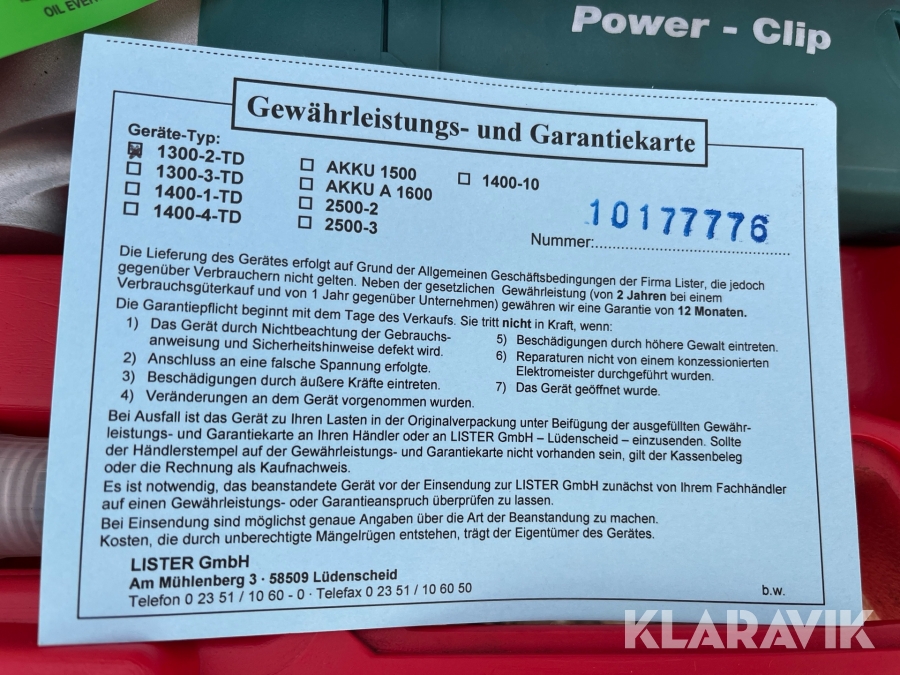 OIL EVER
Power - Clip
Gewährleistungs- und Garantiekarte
Geräte-Typ:
1300-2-TD
1300-3-TD
1400-1-TD
1400-4-TD
AKKU 1500
AKKU A 1600
2500-2
2500-3
1400-10
Nummer: 10177776
Die Lieferung des Gerätes erfolgt auf Grund der Allgemeinen Geschäftsbedingungen der Firma Lister, die jedoch
gegenüber Verbrauchern nicht gelten. Neben der gesetzlichen Gewährleistung (von 2 Jahren bei einem
Verbrauchsgüterkauf und von 1 Jahr gegenüber Unternehmen) gewähren wir eine Garantie von 12 Monaten.
Die Garantiepflicht beginnt mit dem Tage des Verkaufs. Sie tritt nicht in Kraft, wenn:
1) Das Gerät durch Nichtbeachtung der Gebrauchs-
anweisung und Sicherheitshinweise defekt wird.
2) Anschluss an eine falsche Spannung erfolgte.
3) Beschädigungen durch äußere Kräfte eintreten.
4) Veränderungen an dem Gerät vorgenommen wurden.
5) Beschädigungen durch höhere Gewalt eintreten.
6) Reparaturen nicht von einem konzessionierten
Elektromeister durchgeführt wurden.
7) Das Gerät geöffnet wurde.
Bei Ausfall ist das Gerät zu Ihren Lasten in der Originalverpackung unter Beifügung der ausgefüllten Gewähr-
leistungs- und Garantiekarte an Ihren Händler oder an LISTER GmbH – Lüdenscheid – einzusenden. Sollte
der Händlerstempel auf der Gewährleistungs- und Garantiekarte nicht vorhanden sein, gilt der Kassenbeleg
oder die Rechnung als Kaufnachweis.
Es ist notwendig, das beanstandete Gerät vor der Einsendung zur LISTER GmbH zunächst von Ihrem Fachhändler
auf einen Gewährleistungs- oder Garantieanspruch überprüfen zu lassen.
Bei Einsendung sind möglichst genaue Angaben über die Art der Beanstandung zu machen.
Kosten, die durch unberechtigte Mängelrügen entstehen, trägt der Eigentümer des Gerätes.
LISTER GmbH
Am Mühlenberg 3 · 58509 Lüdenscheid
Telefon 0 23 51 / 10 60 - 0 · Telefax 0 23 51 / 10 60 50
b.w.
KLARAVIK